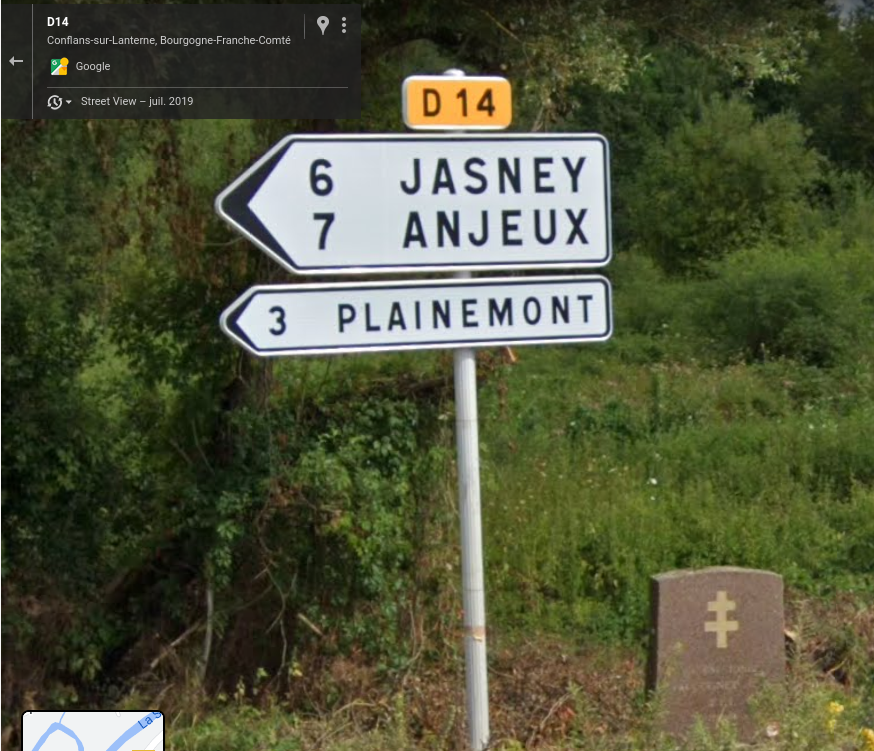 D14
Conflans-sur-Lanterne, Bourgogne-Franche-Comté
Google
Street View – juil. 2019
D 14
6 JASNEY
7 ANJEUX
3 PLAINEMONT
La S